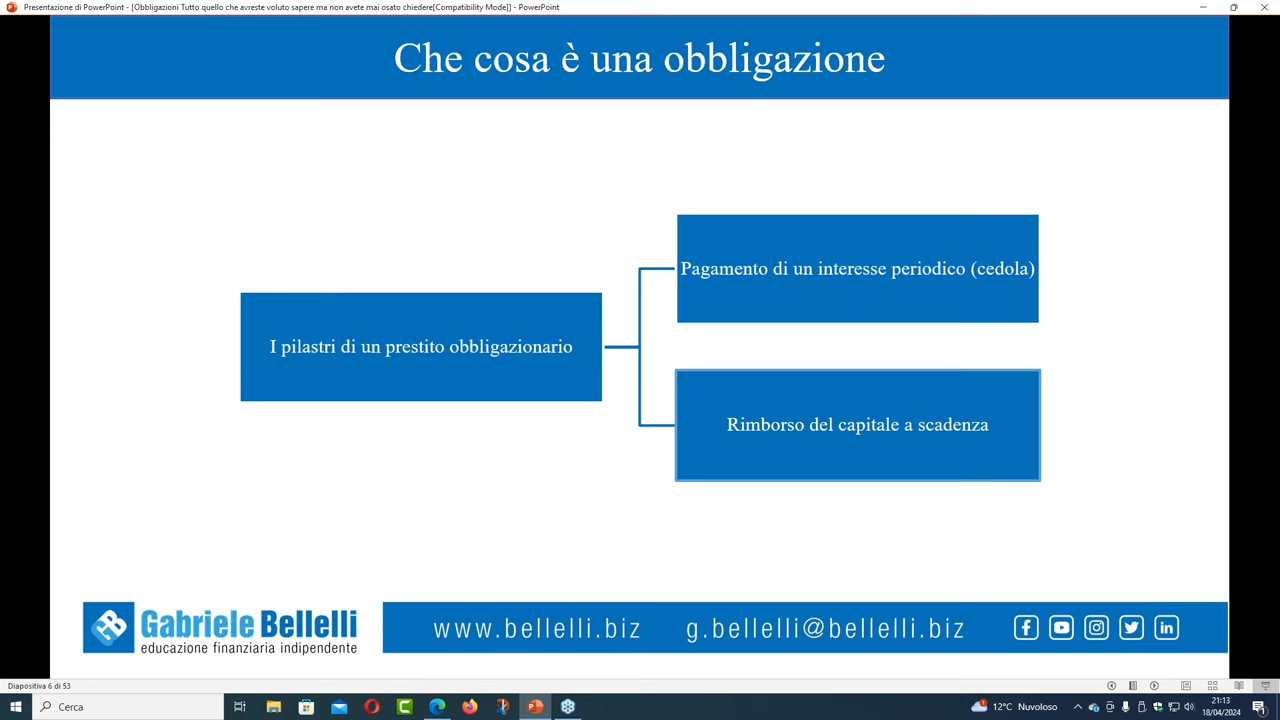 Presentazione di PowerPoint - [Obbligazioni Tutto quello che avreste voluto sapere ma non avete mai osato chiedere[Compatibility Mode]] - PowerPoint
Che cosa è una obbligazione
Pagamento di un interesse periodico (cedola)
I pilastri di un prestito obbligazionario
Rimborso del capitale a scadenza
Gabriele Bellelli
educazione finanziaria indipendente
www.bellelli.biz g.bellelli@bellelli.biz
Diapositiva 6 di 53
Cerca
12°C Nuvoloso
21:13
18/04/2024